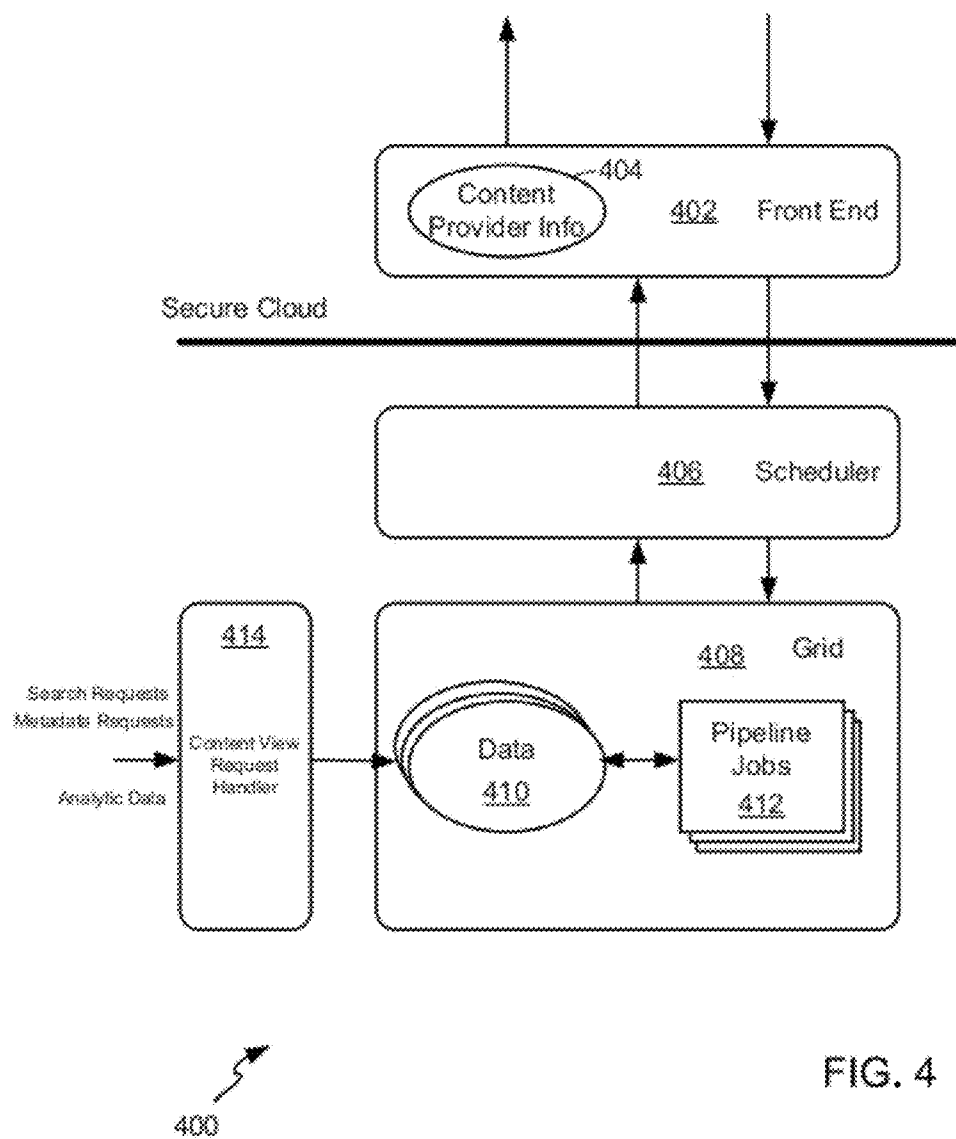 404
Content
Provider Info
402 Front End
Secure Cloud
406 Scheduler
414
408 Grid
Search Requests
Metadate Requests
Analytic Data
Content View
Request
Handler
Data
410
Pipeline
Jobs
412
400
FIG. 4